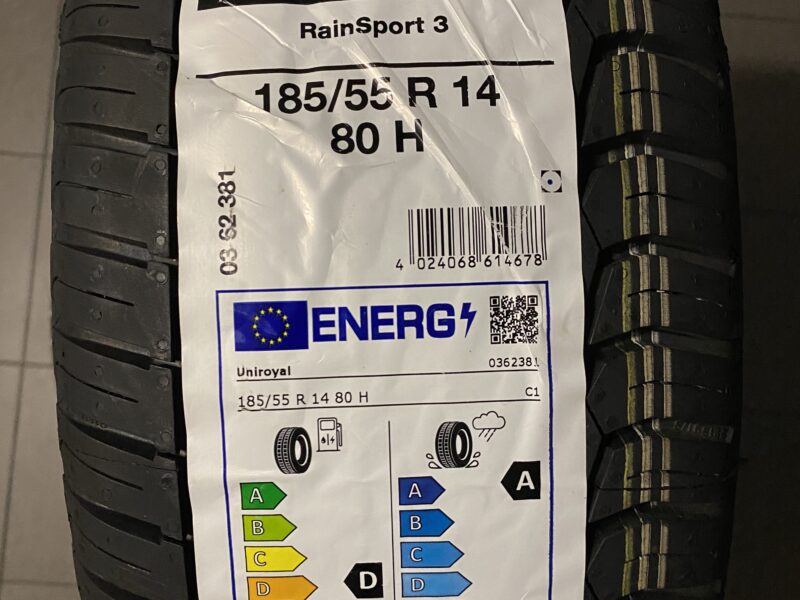 RainSport 3
185/55 R 14
80 H
03 62 381
4 024068 614678
ENERG
Uniroyal 0362381
185/55 R 14 80 H C1
A A A
B B
C C
D D D